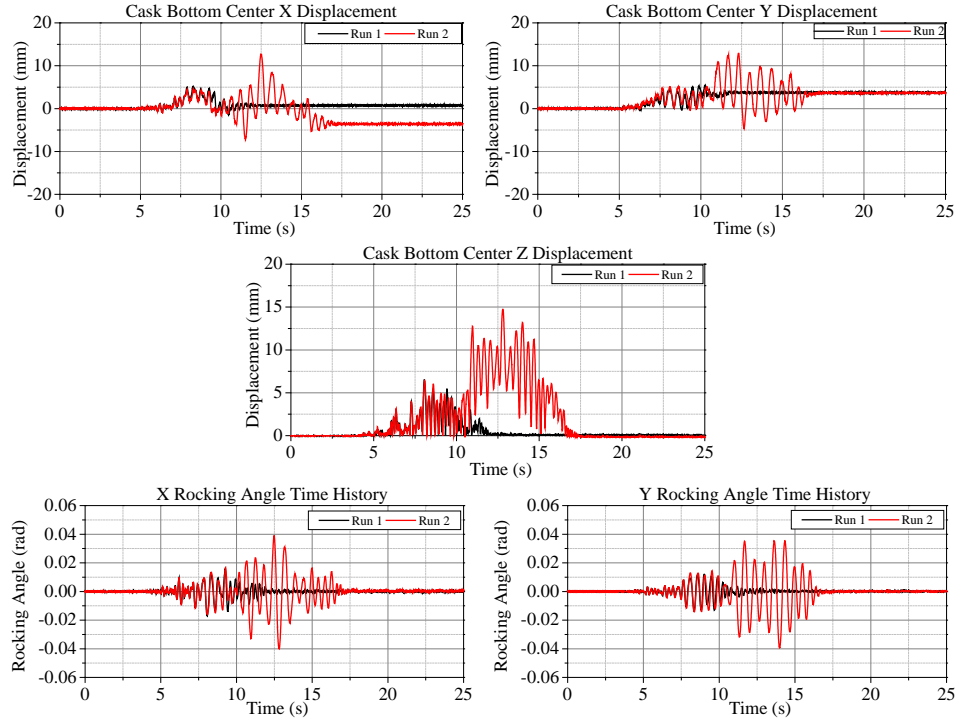 Cask Bottom Center X Displacement
Run 1 Run 2
Displacement (mm)
20
10
0
-10
-20
0 5 10 15 20 25
Time (s)
Cask Bottom Center Y Displacement
Run 1 Run 2
Displacement (mm)
20
10
0
-10
-20
0 5 10 15 20 25
Time (s)
Cask Bottom Center Z Displacement
Run 1 Run 2
Displacement (mm)
20
15
10
5
0
0 5 10 15 20 25
Time (s)
X Rocking Angle Time History
Run 1 Run 2
Rocking Angle (rad)
0.06
0.04
0.02
0.00
-0.02
-0.04
-0.06
0 5 10 15 20 25
Time (s)
Y Rocking Angle Time History
Run 1 Run 2
Rocking Angle (rad)
0.06
0.04
0.02
0.00
-0.02
-0.04
-0.06
0 5 10 15 20 25
Time (s)